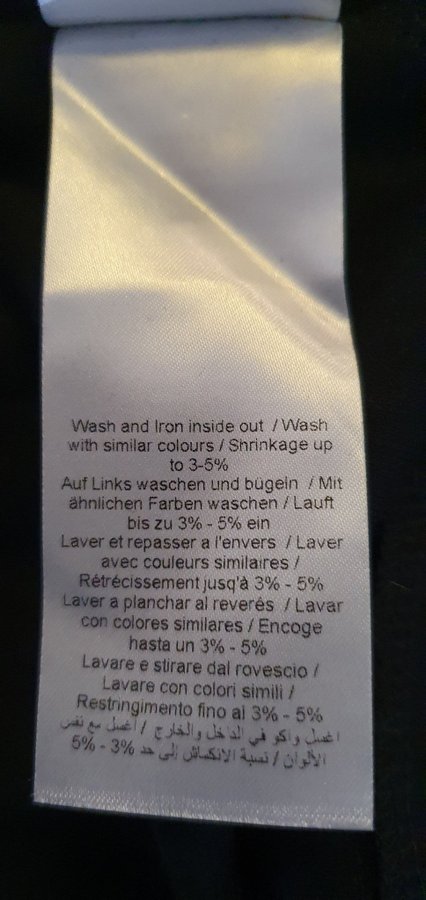 Wash and Iron inside out / Wash
with similar colours / Shrinkage up
to 3-5%
Auf Links waschen und bügeln / Mit
ähnlichen Farben waschen / Lauft
bis zu 3% - 5% ein
Laver et repasser a l'envers / Laver
avec couleurs similaires /
Rétrécissement jusq'à 3% - 5%
Laver a planchar al reverès / Lavar
con colores similares / Encoge
hasta un 3% - 5%
Lavare e stirare dal rovescio /
Lavare con colori simili /
Restringimento fino ai 3% - 5%
اغسل واكو في الداخل والخارج / اغسل مع نفس
الألوان / نسبة الانكماش إلى حد 3% - 5%